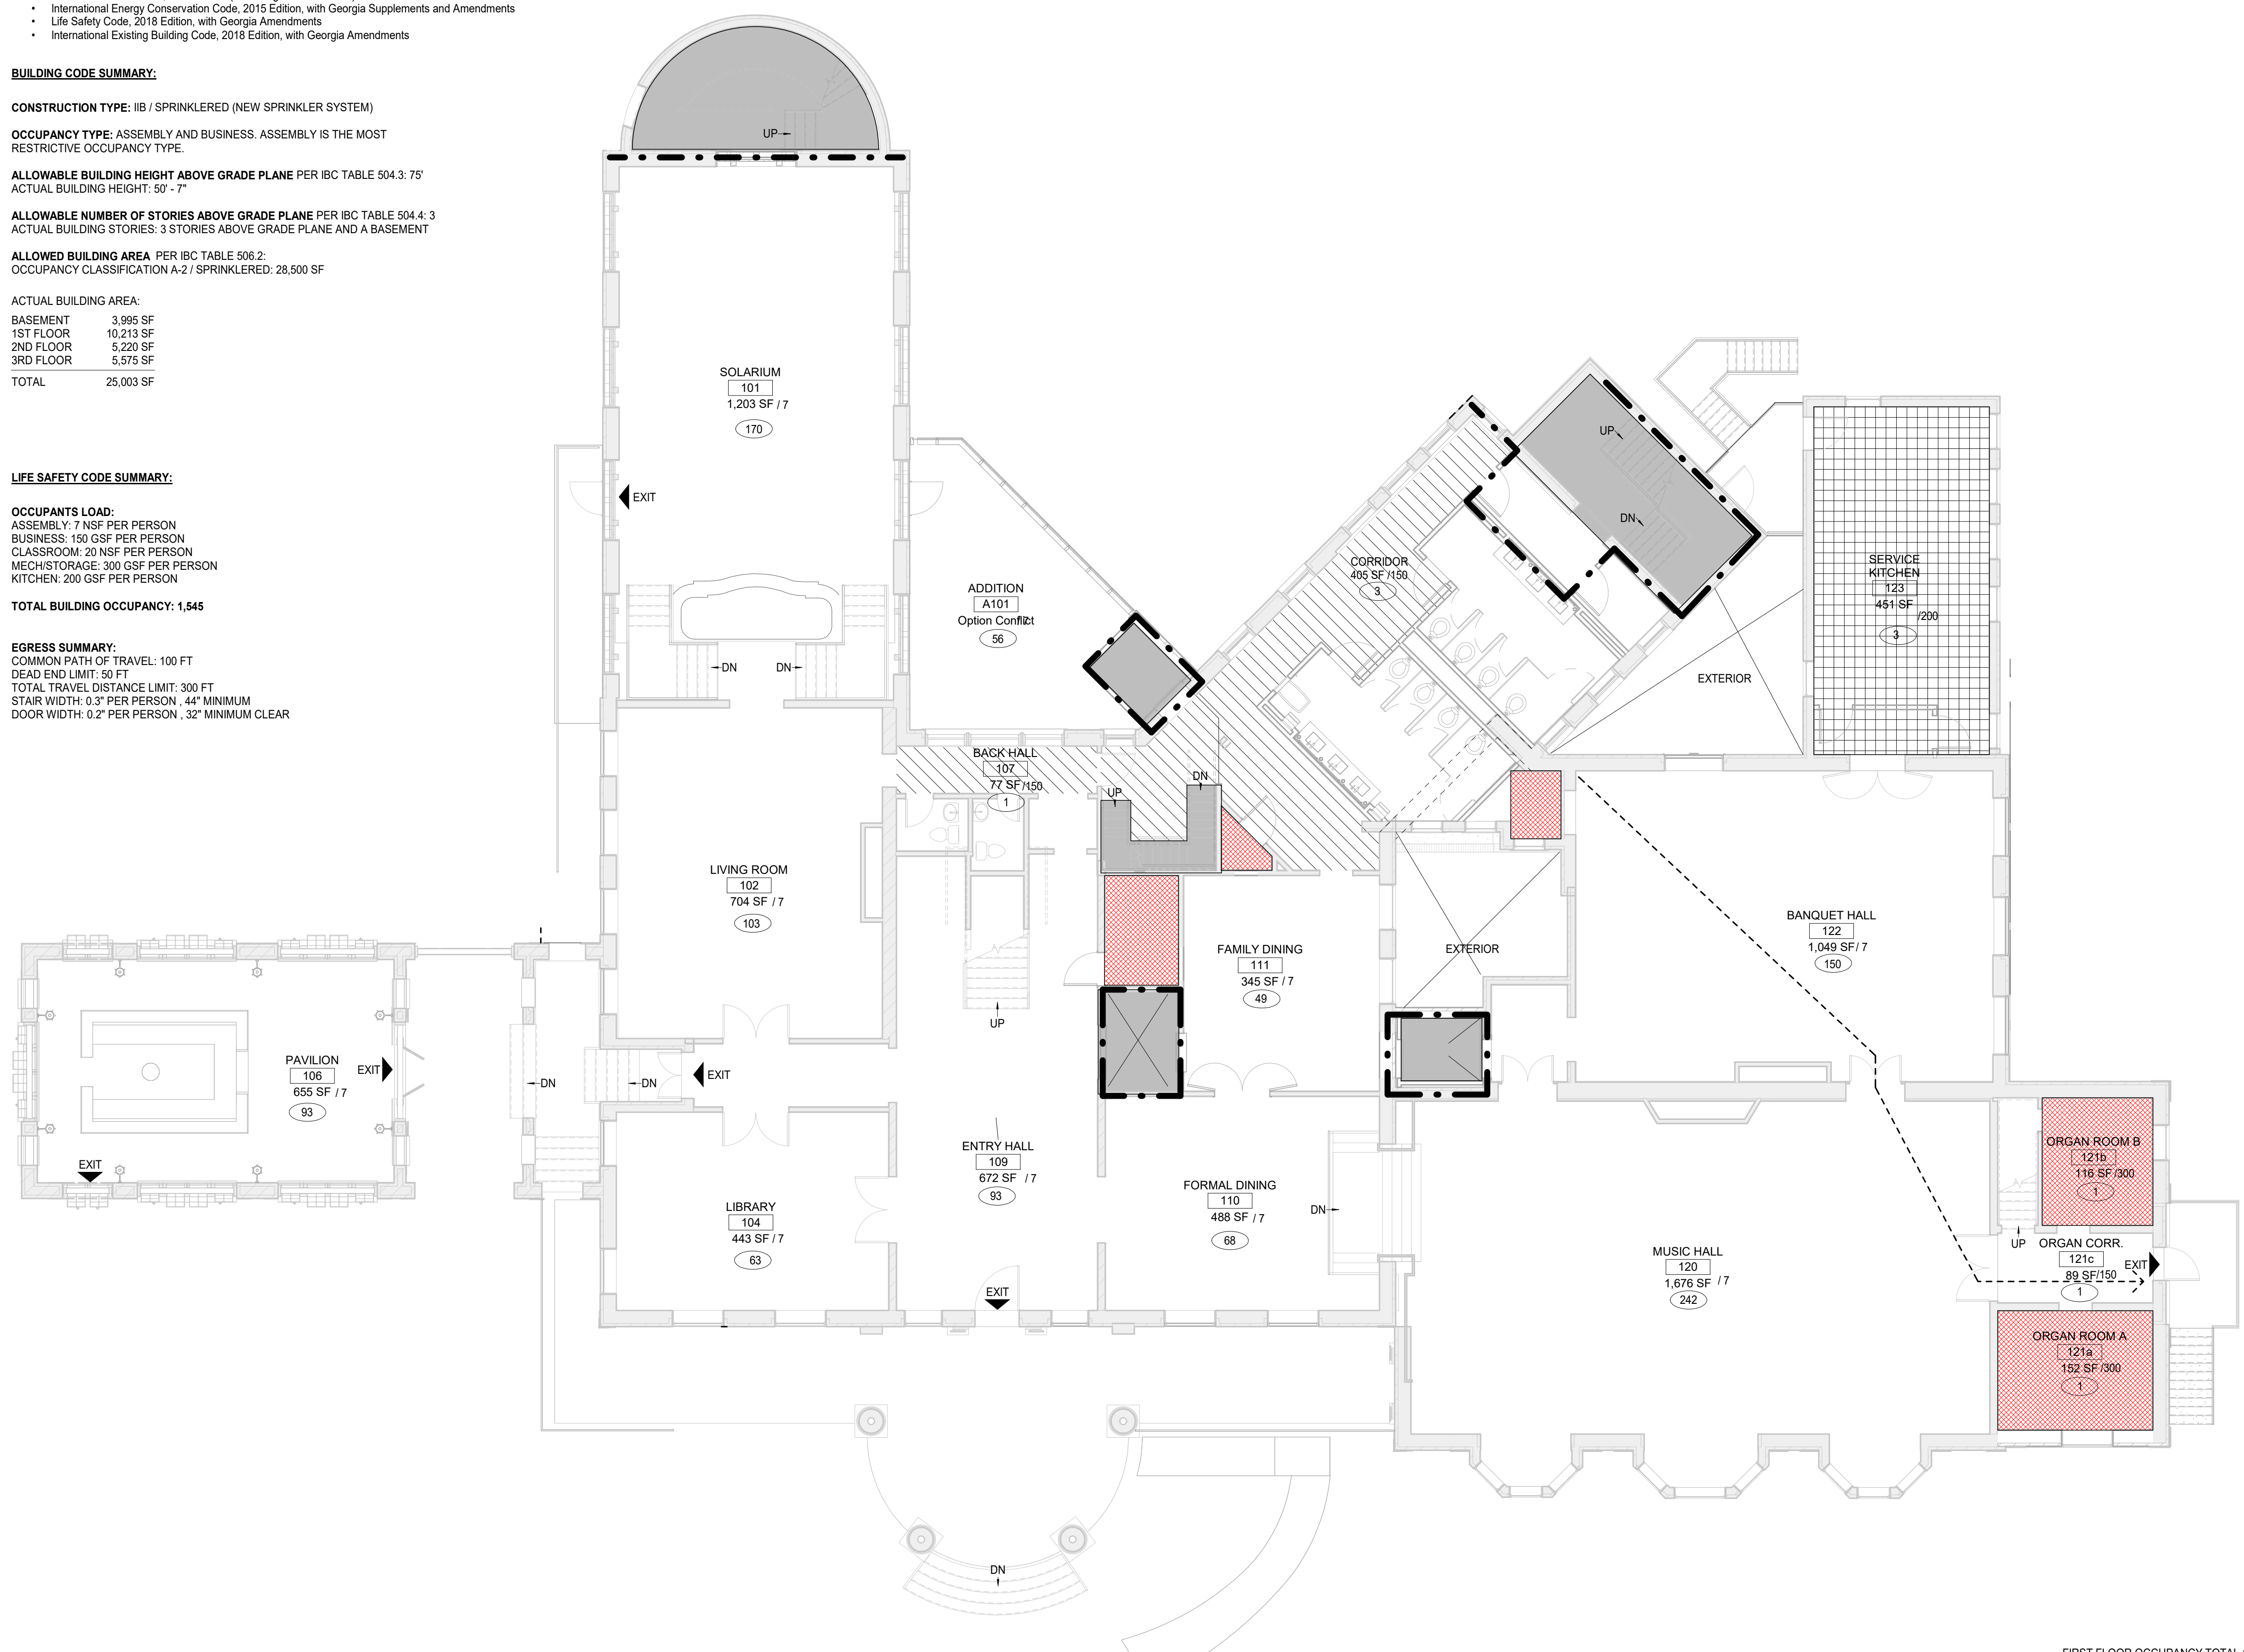 • International Energy Conservation Code, 2015 Edition, with Georgia Supplements and Amendments
• Life Safety Code, 2018 Edition, with Georgia Amendments
• International Existing Building Code, 2018 Edition, with Georgia Amendments
BUILDING CODE SUMMARY:
CONSTRUCTION TYPE: IIB / SPRINKLERED (NEW SPRINKLER SYSTEM)
OCCUPANCY TYPE: ASSEMBLY AND BUSINESS. ASSEMBLY IS THE MOST
RESTRICTIVE OCCUPANCY TYPE.
ALLOWABLE BUILDING HEIGHT ABOVE GRADE PLANE PER IBC TABLE 504.3: 75'
ACTUAL BUILDING HEIGHT: 50' - 7"
ALLOWABLE NUMBER OF STORIES ABOVE GRADE PLANE PER IBC TABLE 504.4: 3
ACTUAL BUILDING STORIES: 3 STORIES ABOVE GRADE PLANE AND A BASEMENT
ALLOWED BUILDING AREA PER IBC TABLE 506.2:
OCCUPANCY CLASSIFICATION A-2 / SPRINKLERED: 28,500 SF
ACTUAL BUILDING AREA:
BASEMENT 3,995 SF
1ST FLOOR 10,213 SF
2ND FLOOR 5,220 SF
3RD FLOOR 5,575 SF
TOTAL 25,003 SF
LIFE SAFETY CODE SUMMARY:
OCCUPANTS LOAD:
ASSEMBLY: 7 NSF PER PERSON
BUSINESS: 150 GSF PER PERSON
CLASSROOM: 20 NSF PER PERSON
MECH/STORAGE: 300 GSF PER PERSON
KITCHEN: 200 GSF PER PERSON
TOTAL BUILDING OCCUPANCY: 1,545
EGRESS SUMMARY:
COMMON PATH OF TRAVEL: 100 FT
DEAD END LIMIT: 50 FT
TOTAL TRAVEL DISTANCE LIMIT: 300 FT
STAIR WIDTH: 0.3" PER PERSON , 44" MINIMUM
DOOR WIDTH: 0.2" PER PERSON , 32" MINIMUM CLEAR
UP
SOLARIUM
101
1,203 SF / 7
170
EXIT
DN
DN
ADDITION
A101
Option Conflict /7
56
CORRIDOR
405 SF /150
3
UP
DN
SERVICE
KITCHEN
123
451 SF
/200
3
EXTERIOR
BACK HALL
107
77 SF /150
1
UP
DN
LIVING ROOM
102
704 SF / 7
103
FAMILY DINING
111
345 SF / 7
49
EXTERIOR
BANQUET HALL
122
1,049 SF / 7
150
UP
PAVILION
106
655 SF / 7
93
EXIT
EXIT
DN
DN
EXIT
ENTRY HALL
109
672 SF / 7
93
EXIT
LIBRARY
104
443 SF / 7
63
FORMAL DINING
110
488 SF / 7
68
DN
MUSIC HALL
120
1,676 SF / 7
242
ORGAN ROOM B
121b
116 SF /300
1
UP
ORGAN CORR.
121c
89 SF/150
1
EXIT
ORGAN ROOM A
121a
152 SF /300
1
DN
FIRST FLOOR OCCUPANCY TOTAL